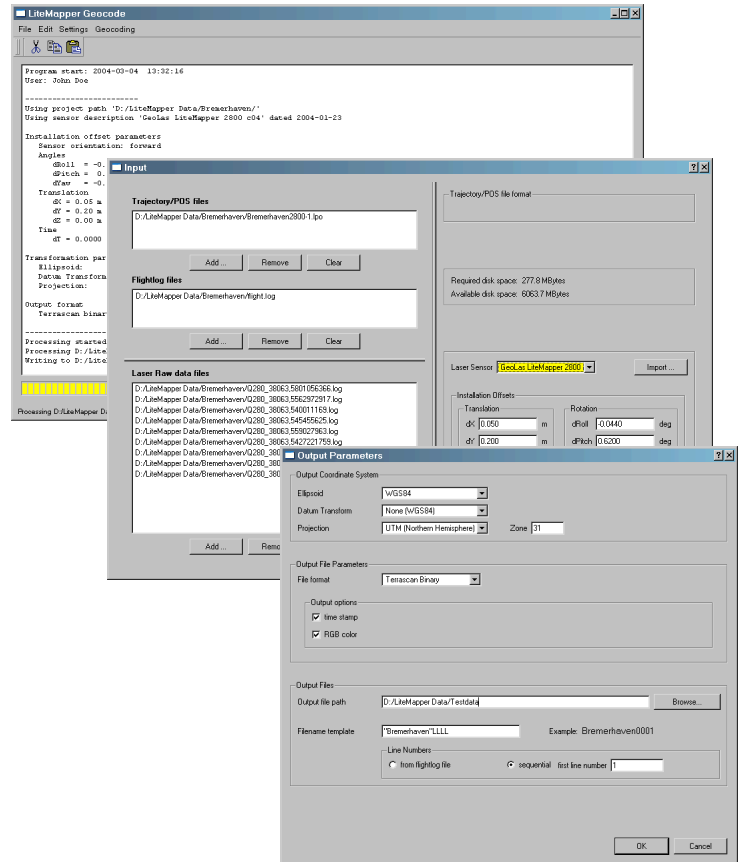 LiteMapper Geocode
File Edit Settings Geocoding
Program start: 2004-03-04 13:32:16
User: John Doe
-------------------------
Using project path 'D:/LiteMapper Data/Bremerhaven/'
Using sensor description 'GeoLas LiteMapper 2800 c04' dated 2004-01-23
Installation offset parameters
Sensor orientation: forward
Angles
dRoll = -0.
dPitch = 0.
dYaw = -0.
Translation
dX = 0.05 m
dY = 0.20 m
dZ = 0.00 m
Time
dT = 0.0000
Transformation par
Ellipsoid:
Datum Transform
Projection:
Output format
Terrascan binar
Processing started
Processing D:/Lite
Writing to D:/Lite
Processing D:/LiteMapper Da
Input
Trajectory/POS files
D:/LiteMapper Data/Bremerhaven/Bremerhaven2800-1.lpo
Add ... Remove Clear
Flightlog files
D:/LiteMapper Data/Bremerhaven/flight.log
Add ... Remove Clear
Laser Raw data files
D:/LiteMapper Data/Bremerhaven/Q280_38063,5801056366.log
D:/LiteMapper Data/Bremerhaven/Q280_38063,5562972917.log
D:/LiteMapper Data/Bremerhaven/Q280_38063,540011169.log
D:/LiteMapper Data/Bremerhaven/Q280_38063,545455625.log
D:/LiteMapper Data/Bremerhaven/Q280_38063,559027963.log
D:/LiteMapper Data/Bremerhaven/Q280_38063,5427221759.log
D:/LiteMapper Data/Bremerhaven/Q280_380
D:/LiteMapper Data/Bremerhaven/Q280_380
D:/LiteMapper Data/Bremerhaven/Q280_380
Add ... Remo
Trajectory/POS file format
Required disk space: 277.8 MBytes
Available disk space: 6063.7 MBytes
Laser Sensor GeoLas LiteMapper 2800 Import ...
Installation Offsets
Translation Rotation
dX 0.050 m dRoll -0.0440 deg
dY 0.200 m dPitch 0.6200 deg
Output Parameters
Output Coordinate System
Ellipsoid WGS84
Datum Transform None (WGS84)
Projection UTM (Northern Hemisphere) Zone 31
Output File Parameters
File format Terrascan Binary
Output options
time stamp
RGB color
Output Files
Output file path D:/LiteMapper Data/Testdata Browse...
Filename template "Bremerhaven"LLLL Example: Bremerhaven0001
Line Numbers
from flightlog file sequential first line number 1
OK Cancel